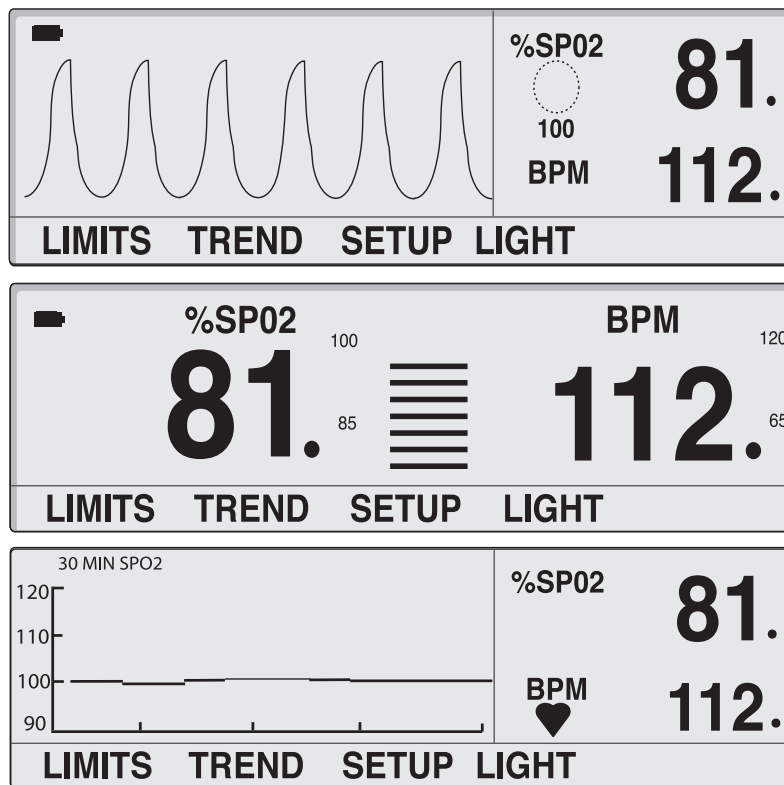 %SP02 81.
100
BPM 112.
LIMITS TREND SETUP LIGHT
%SP02 BPM
81. 100 85 112. 120 65
LIMITS TREND SETUP LIGHT
30 MIN SPO2
120
110
100
90
%SP02 81.
BPM 112.
LIMITS TREND SETUP LIGHT